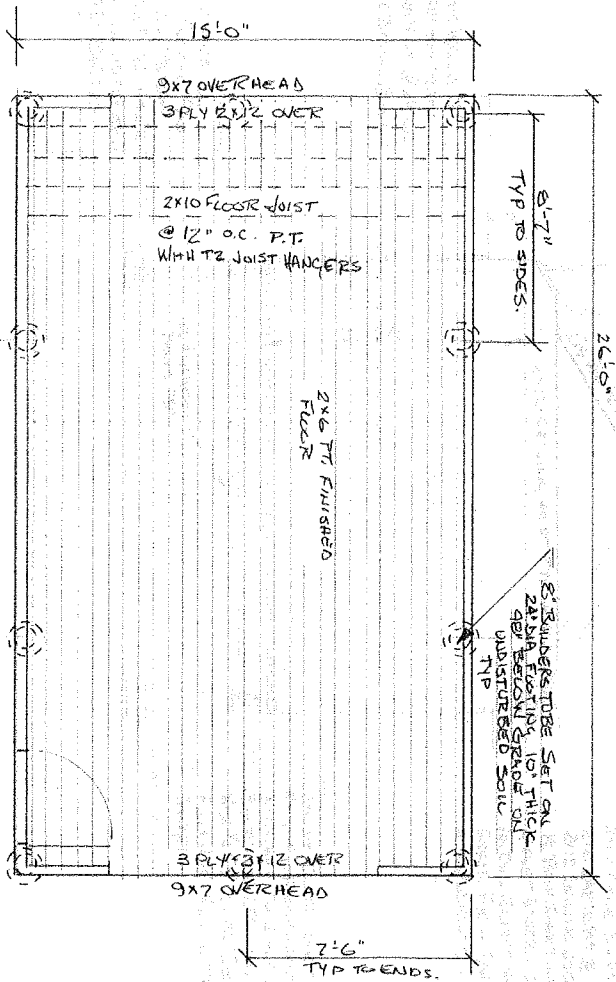 15'-0"
9x7 OVERHEAD
3 PLY 2x12 OVER
2x10 FLOOR JOIST
@ 12" O.C. P.T.
WITH TZ JOIST HANGERS
8'-7"
TYP TO SIDES.
26'-0"
2x6 P.T. FINISHED
FLOOR
8" BUILDERS TUBE SET ON
24" DIA FOOTING 10" THICK
BELOW GRADE ON
UNDISTURBED SOIL
TYP
3 PLY 2x12 OVER
9x7 OVERHEAD
7'-6"
TYP TO ENDS.